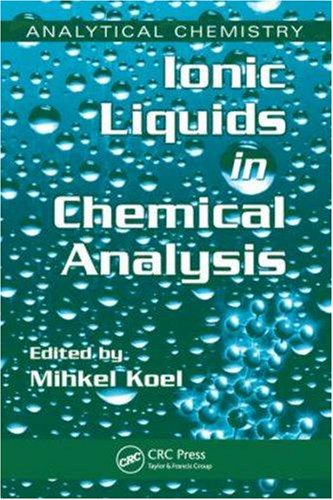 ANALYTICAL CHEMISTRY
Ionic
Liquids
in
Chemical
Analysis
Edited by
Mihkel Koel
CRC
CRC Press
Taylor & Francis Group